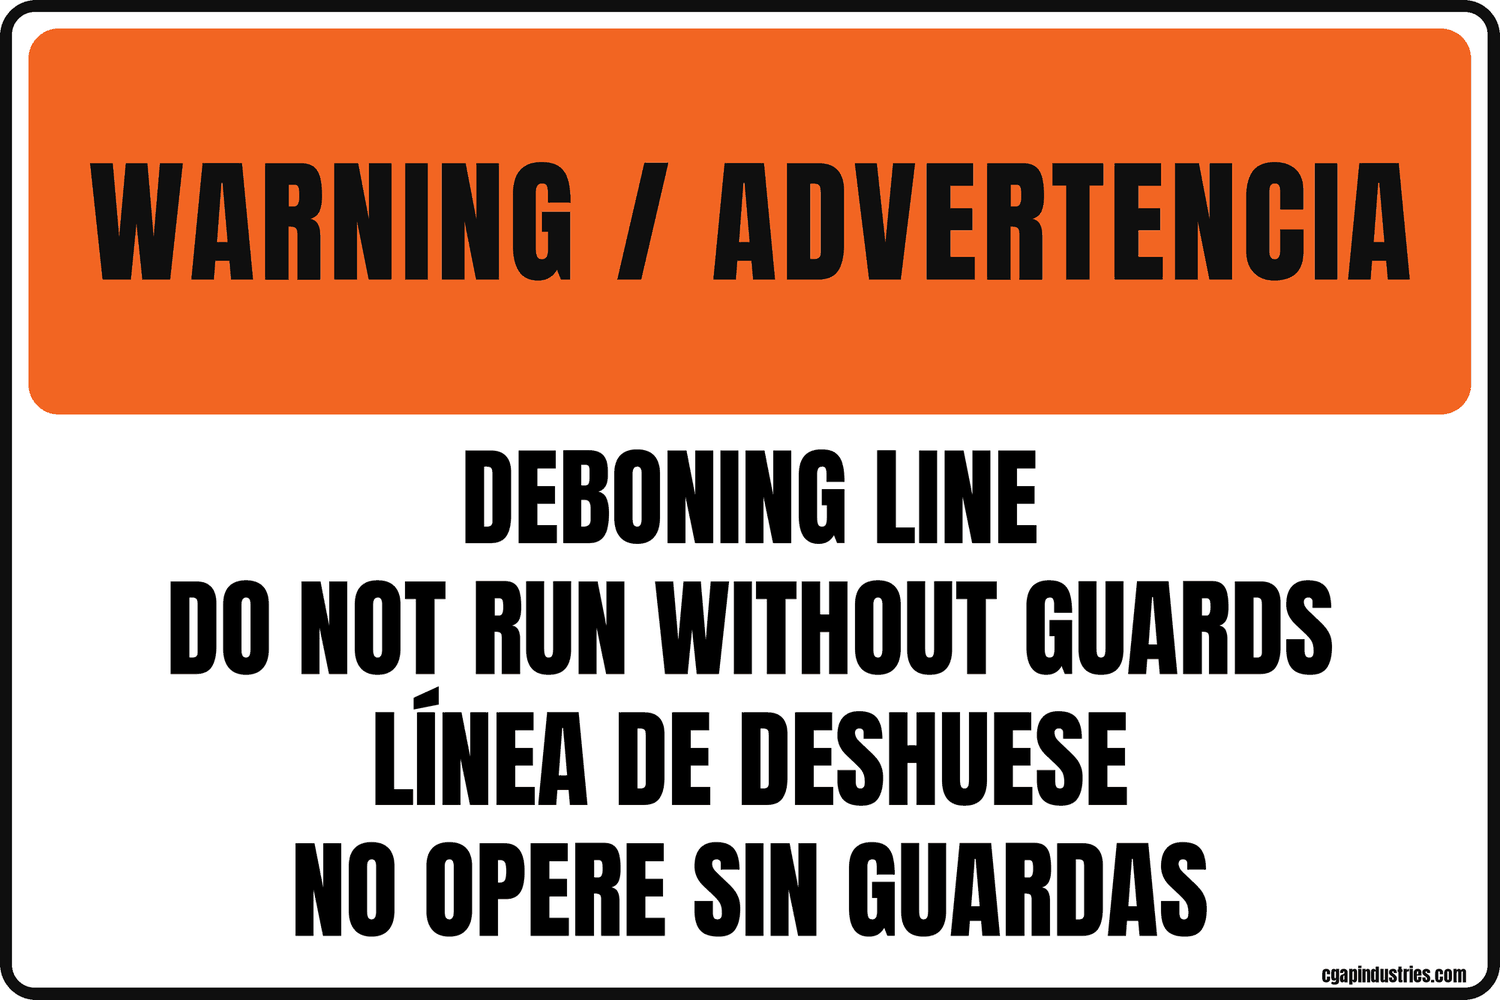 WARNING / ADVERTENCIA
DEBONING LINE
DO NOT RUN WITHOUT GUARDS
LÍNEA DE DESHUESE
NO OPERE SIN GUARDAS
cgapindustries.com